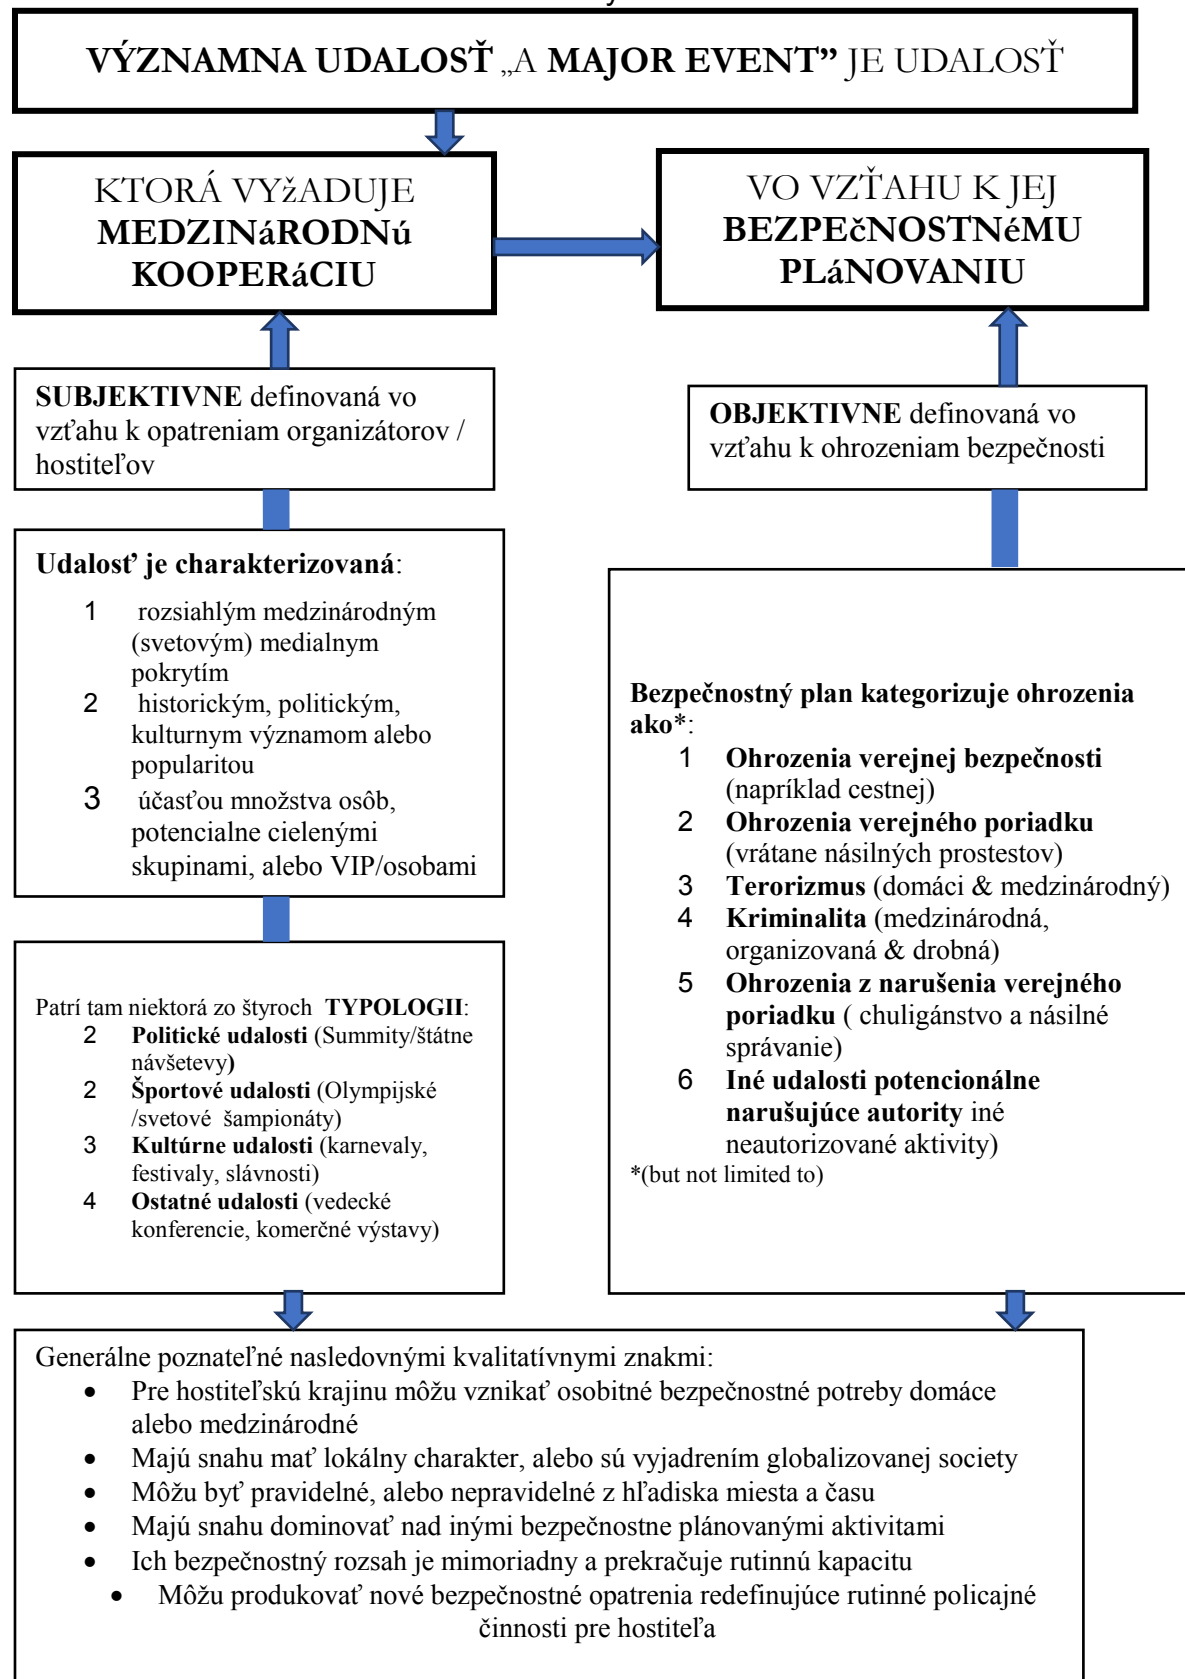 VÝZNAMNA UDALOSŤ „A MAJOR EVENT” JE UDALOSŤ
KTORÁ VYžADUJE
MEDZINáRODNú
KOOPERáCIU
VO VZŤAHU K JEJ
BEZPEčNOSTNéMU
PLáNOVANIU
SUBJEKTIVNE definovaná vo
vzťahu k opatreniam organizátorov /
hostiteľov
OBJEKTIVNE definovaná vo
vzťahu k ohrozeniam bezpečnosti
Udalosť je charakterizovaná:
1 rozsiahlým medzinárodným
(svetovým) medialnym
pokrytím
2 historickým, politickým,
kulturnym významom alebo
popularitou
3 účasťou množstva osôb,
potencialne cielenými
skupinami, alebo VIP/osobami
Bezpečnostný plan kategorizuje ohrozenia
ako*:
1 Ohrozenia verejnej bezpečnosti
(napríklad cestnej)
2 Ohrozenia verejného poriadku
(vrátane násilných prostestov)
3 Terorizmus (domáci & medzinárodný)
4 Kriminalita (medzinárodná,
organizovaná & drobná)
5 Ohrozenia z narušenia verejného
poriadku ( chuligánstvo a násilné
správanie)
6 Iné udalosti potencionálne
narušujúce autority iné
neautorizované aktivity)
*(but not limited to)
Patrí tam niektorá zo štyroch TYPOLOGII:
2 Politické udalosti (Summity/štátne
návšetevy)
2 Športové udalosti (Olympijské
/svetové šampionáty)
3 Kultúrne udalosti (karnevaly,
festivaly, slávnosti)
4 Ostatné udalosti (vedecké
konferencie, komerčné výstavy)
Generálne poznateľné nasledovnými kvalitatívnymi znakmi:
• Pre hostiteľskú krajinu môžu vznikať osobitné bezpečnostné potreby domáce
alebo medzinárodné
• Majú snahu mať lokálny charakter, alebo sú vyjadrením globalizovanej society
• Môžu byť pravidelné, alebo nepravidelné z hľadiska miesta a času
• Majú snahu dominovať nad inými bezpečnostne plánovanými aktivitami
• Ich bezpečnostný rozsah je mimoriadny a prekračuje rutinnú kapacitu
• Môžu produkovať nové bezpečnostné opatrenia redefinujúce rutinné policajné
činnosti pre hostiteľa